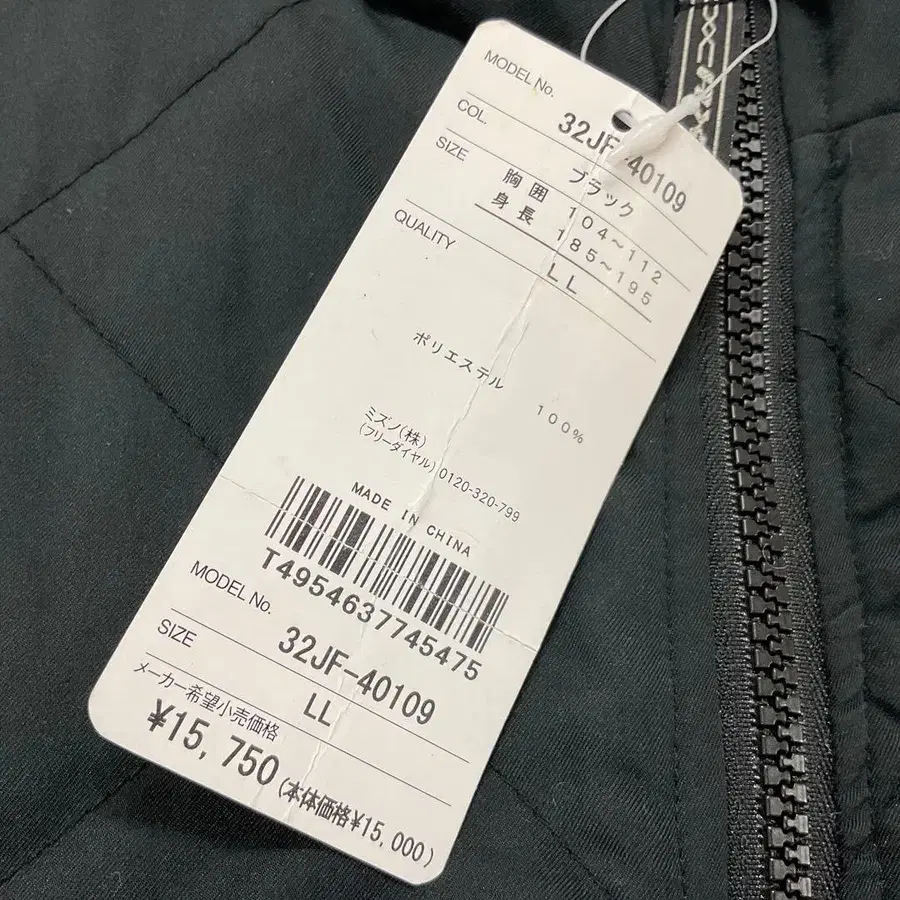 MODEL No.
32JF-40109
COL.
ブラック
SIZE
胸囲 104~112
身長 185~195
LL
QUALITY
ポリエステル
100%
ミズノ(株)
(フリーダイヤル)0120-320-799
MADE IN CHINA
T4954637745475
MODEL No.
32JF-40109
SIZE
LL
メーカー希望小売価格
¥15,750(本体価格¥15,000)